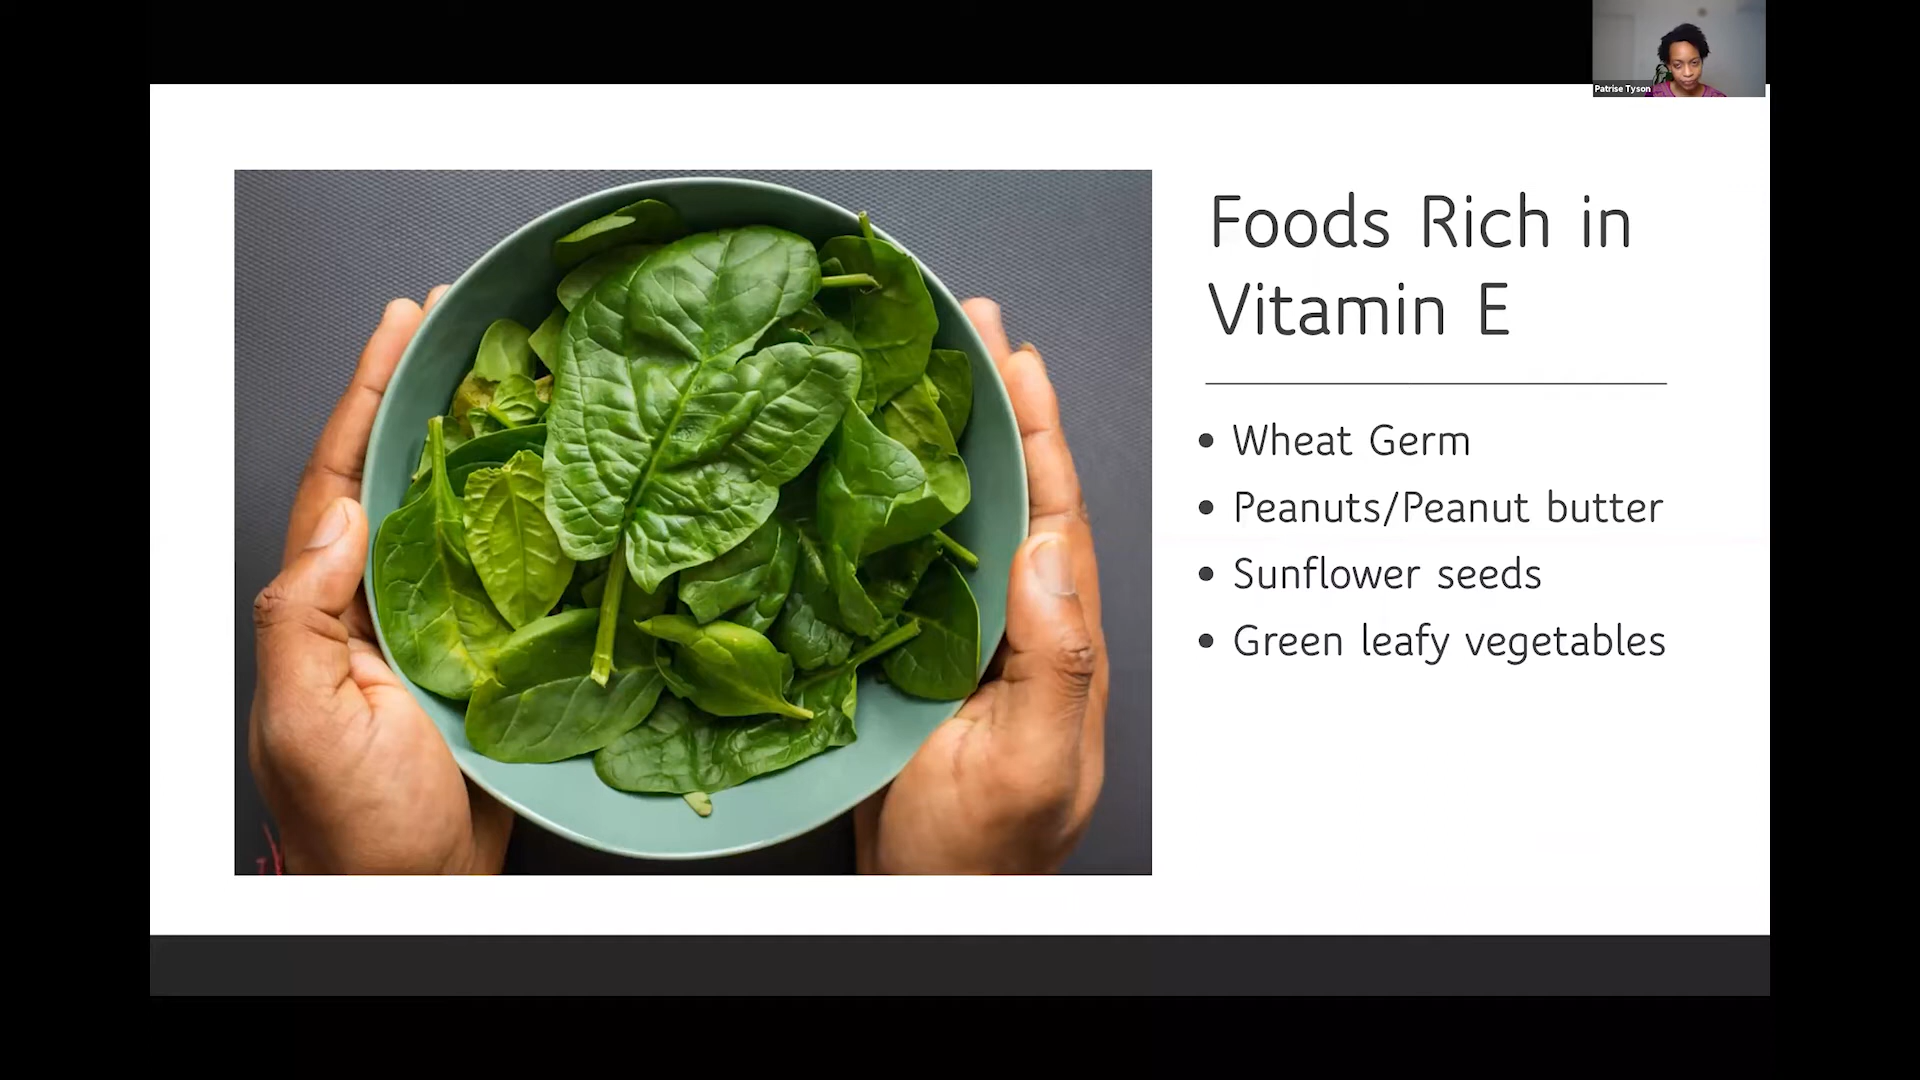 Patrise Tyson
Foods Rich in
Vitamin E
• Wheat Germ
• Peanuts/Peanut butter
• Sunflower seeds
• Green leafy vegetables